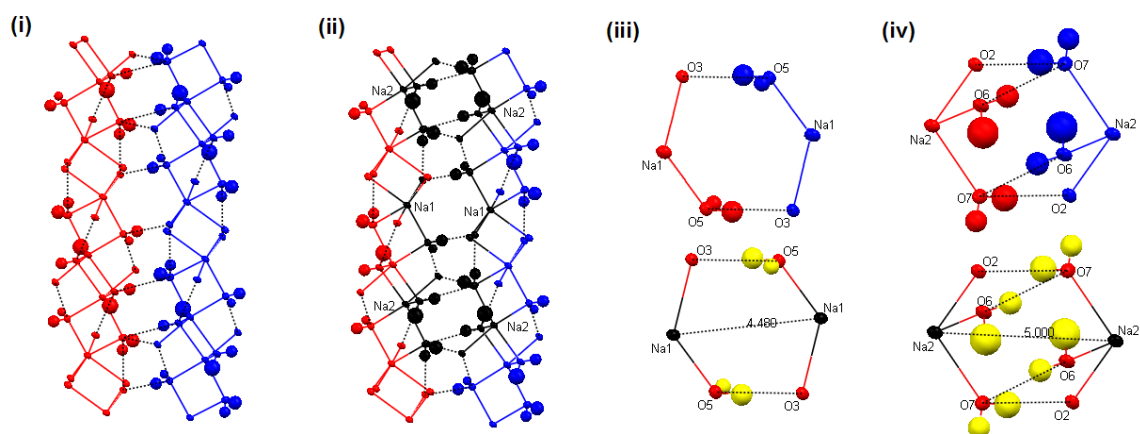 (i)
(ii)
Na2
Na2
Na1
Na1
Na2
Na2
(iii)
O3
O5
Na1
Na1
O5
O3
O3
O5
4.480
Na1
Na1
O5
O3
(iv)
O2
O7
O6
Na2
Na2
O6
O7
O2
O2
O7
O6
5.000
Na2
Na2
O6
O7
O2